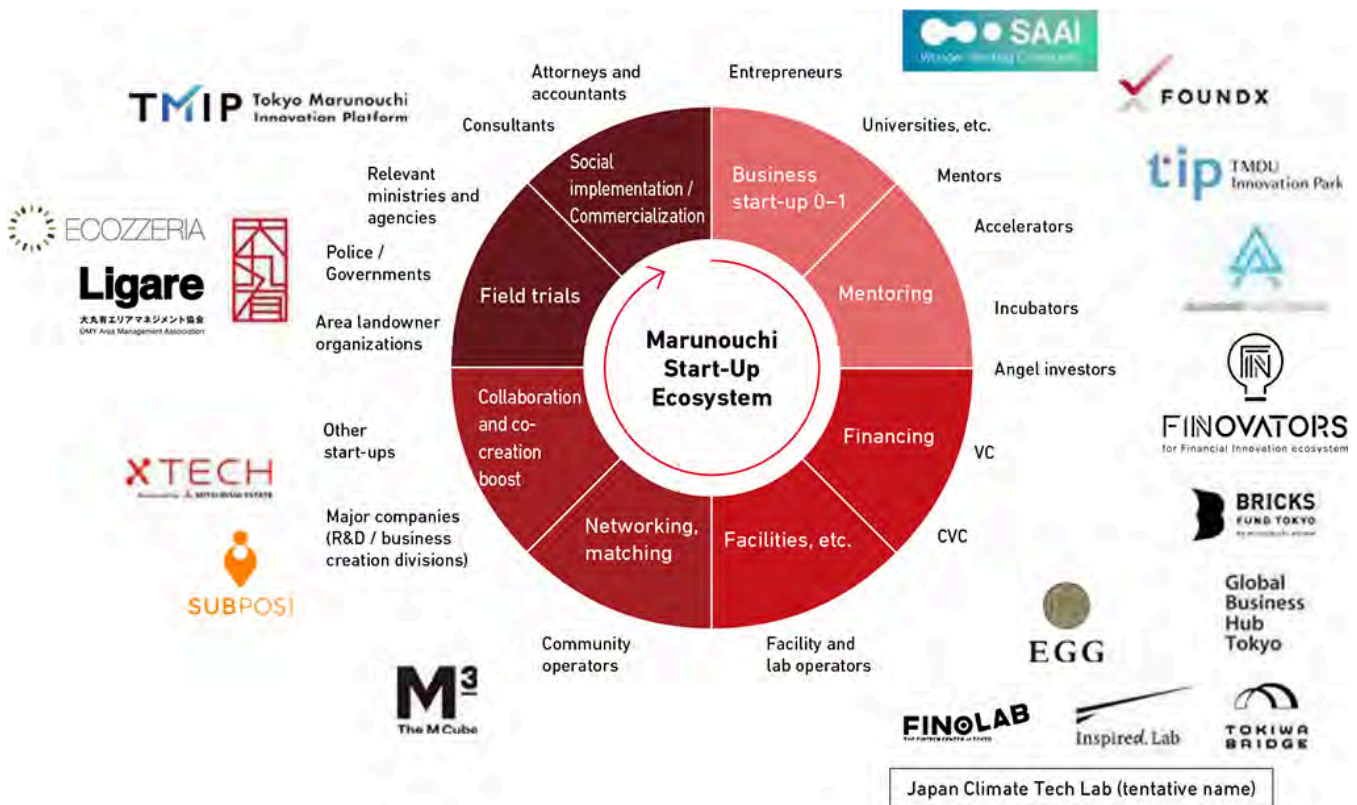 SAAI
Wonder Working Community
Attorneys and
accountants
Entrepreneurs
FOUNDX
TMIP Tokyo Marunouchi
Innovation Platform
Consultants
Universities, etc.
Social
implementation /
Commercialization
Business
start-up 0–1
tip TMDU
Innovation Park
Relevant
ministries and
agencies
Mentors
ECOZZERIA
Accelerators
Police /
Governments
Ligare
大丸有エリアマネジメント協会
OMY Area Management Association
Field trials
Mentoring
Incubators
Area landowner
organizations
Marunouchi
Start-Up
Ecosystem
Angel investors
Collaboration
and co-
creation
boost
Financing
FINOVATORS
for Financial Innovation ecosystem
Other
start-ups
VC
XTECH
MITSUBISHI ESTATE
BRICKS
FUND TOKYO
Major companies
(R&D / business
creation divisions)
Networking,
matching
Facilities, etc.
CVC
SUBPOSI
Global
Business
Hub
Tokyo
EGG
Community
operators
Facility and
lab operators
M3
The M Cube
FINOLAB
Inspired.Lab
TOKIWA
BRIDGE
Japan Climate Tech Lab (tentative name)